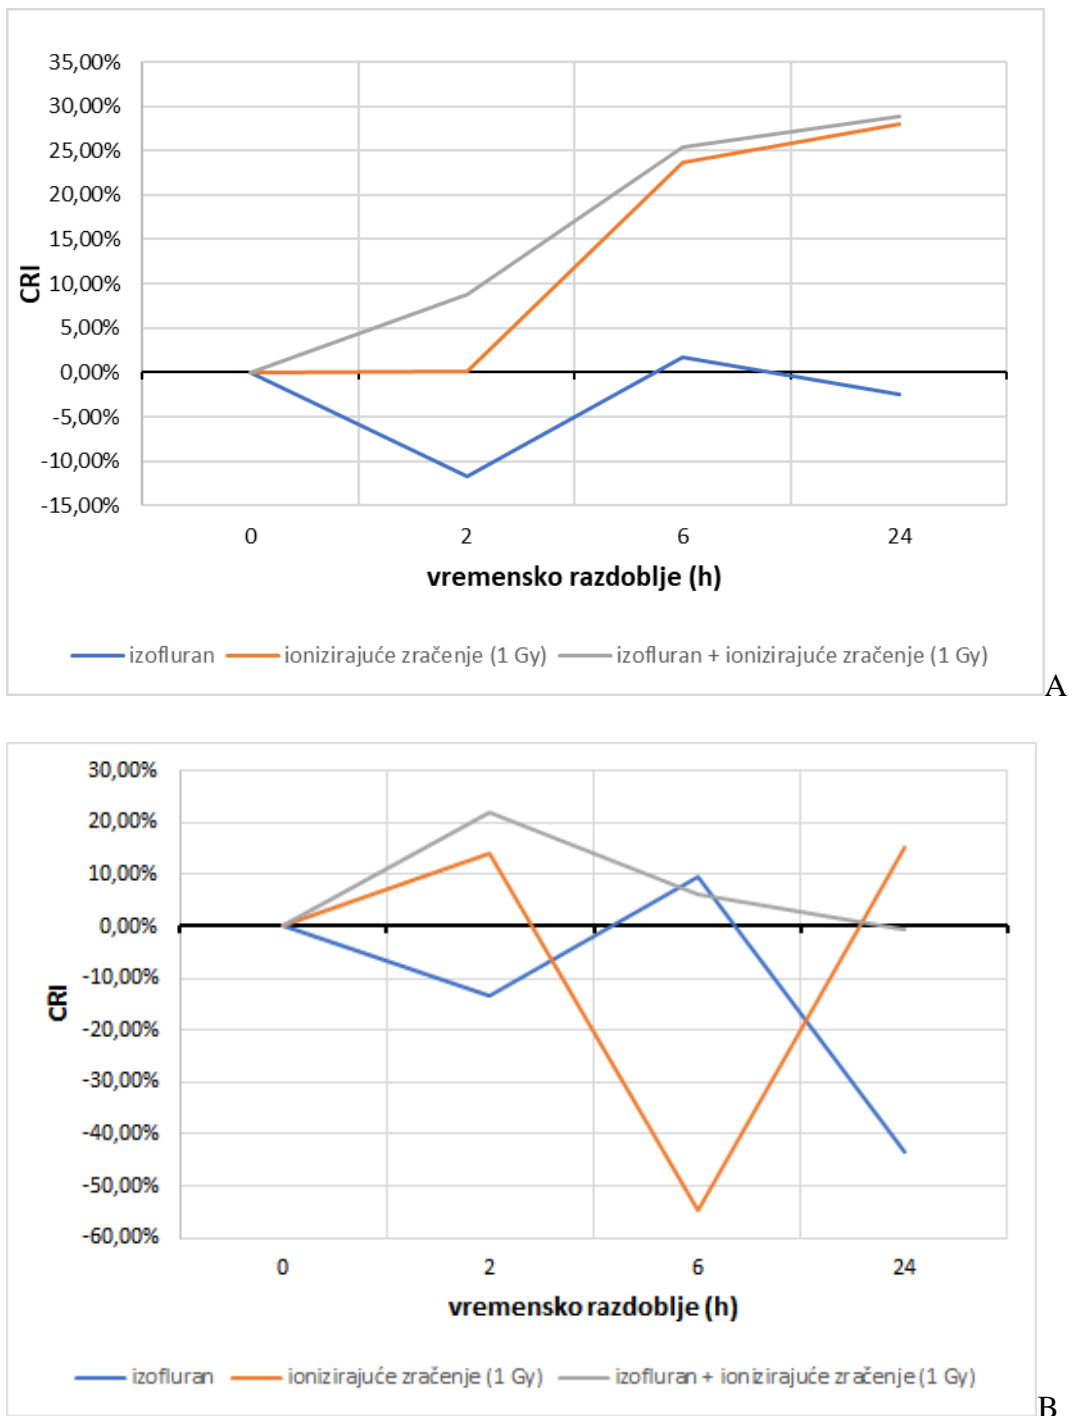 35,00%
30,00%
25,00%
20,00%
15,00%
10,00%
5,00%
0,00%
-5,00%
-10,00%
-15,00%
CRI
0 2 6 24
vremensko razdoblje (h)
izofluran ionizirajuće zračenje (1 Gy) izofluran + ionizirajuće zračenje (1 Gy)
A
30,00%
20,00%
10,00%
0,00%
-10,00%
-20,00%
-30,00%
-40,00%
-50,00%
-60,00%
CRI
0 2 6 24
vremensko razdoblje (h)
izofluran ionizirajuće zračenje (1 Gy) izofluran + ionizirajuće zračenje (1 Gy)
B